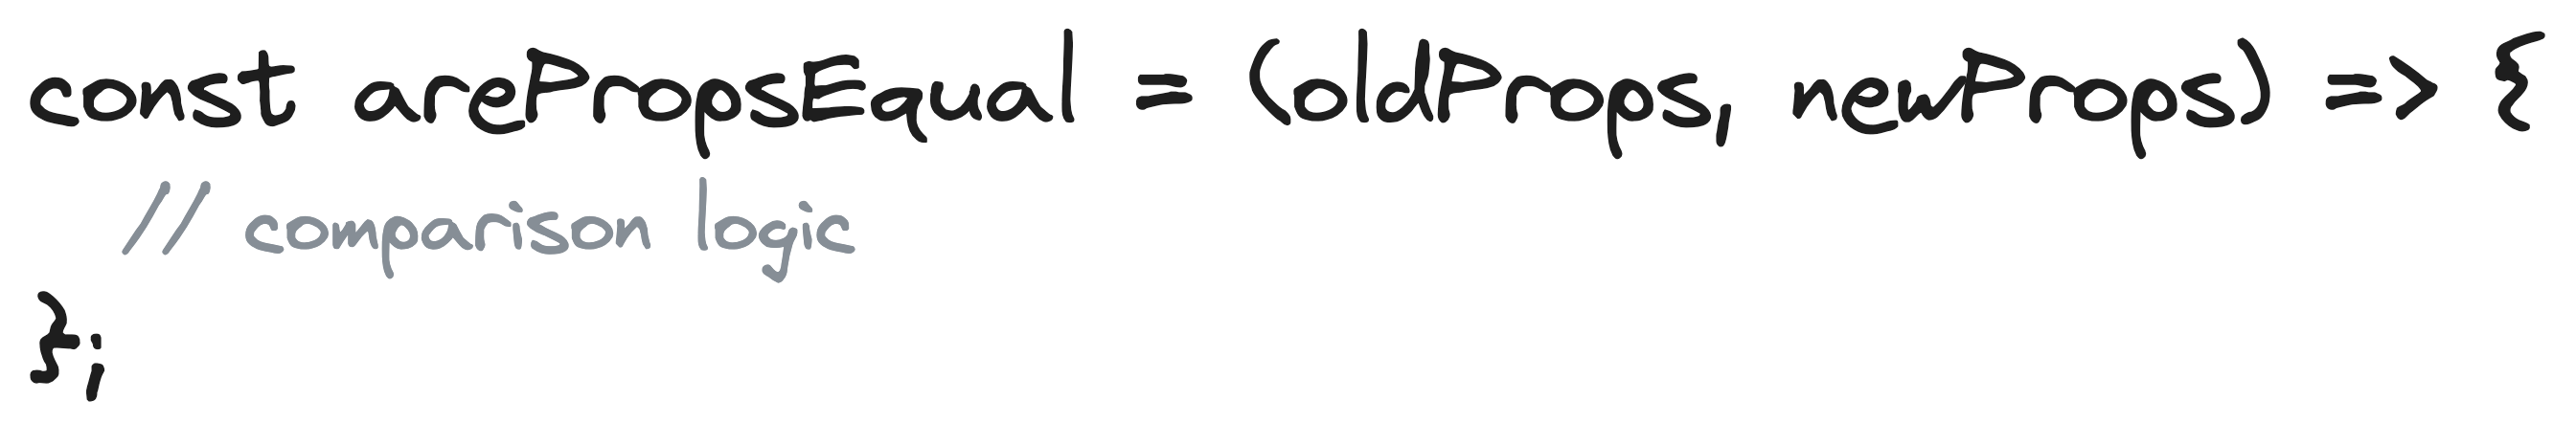 const arePropsEqual = (oldProps, newProps) => {
  // comparison logic
};